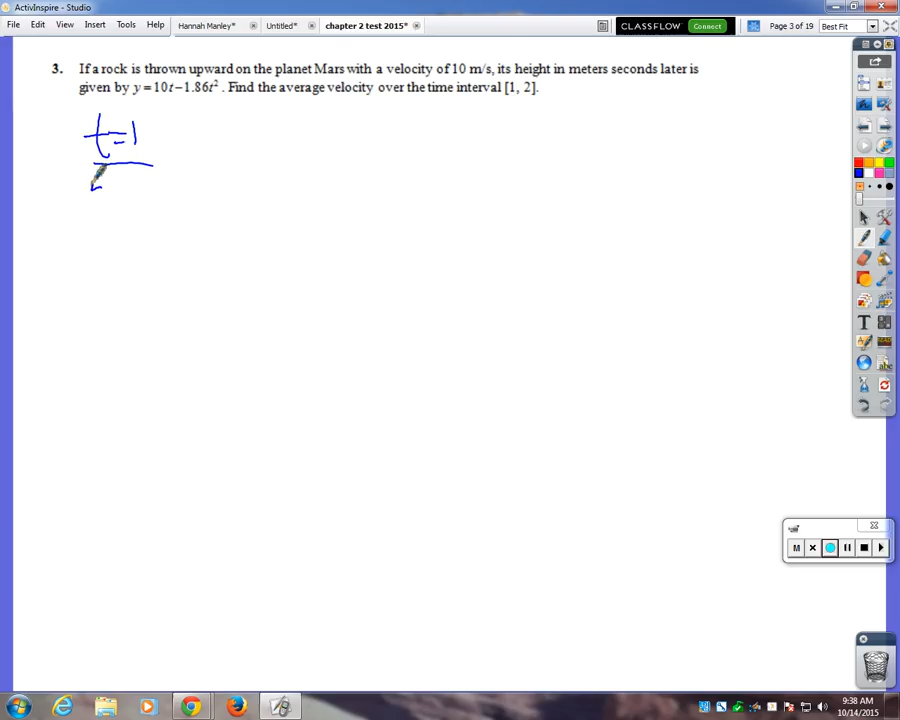 ActivInspire - Studio
File Edit View Insert Tools Help
Hannah Manley*
Untitled*
chapter 2 test 2015*
CLASSFLOW Connect
Page 3 of 19
Best Fit
3. If a rock is thrown upward on the planet Mars with a velocity of 10 m/s, its height in meters seconds later is
given by y = 10t − 1.86t². Find the average velocity over the time interval [1, 2].
t=1
T
abc
M
9:38 AM
10/14/2015